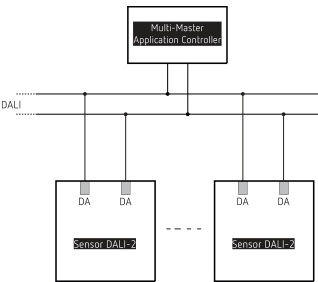 Multi-Master
Application Controller
DALI
DA DA DA DA
Sensor DALI-2 Sensor DALI-2